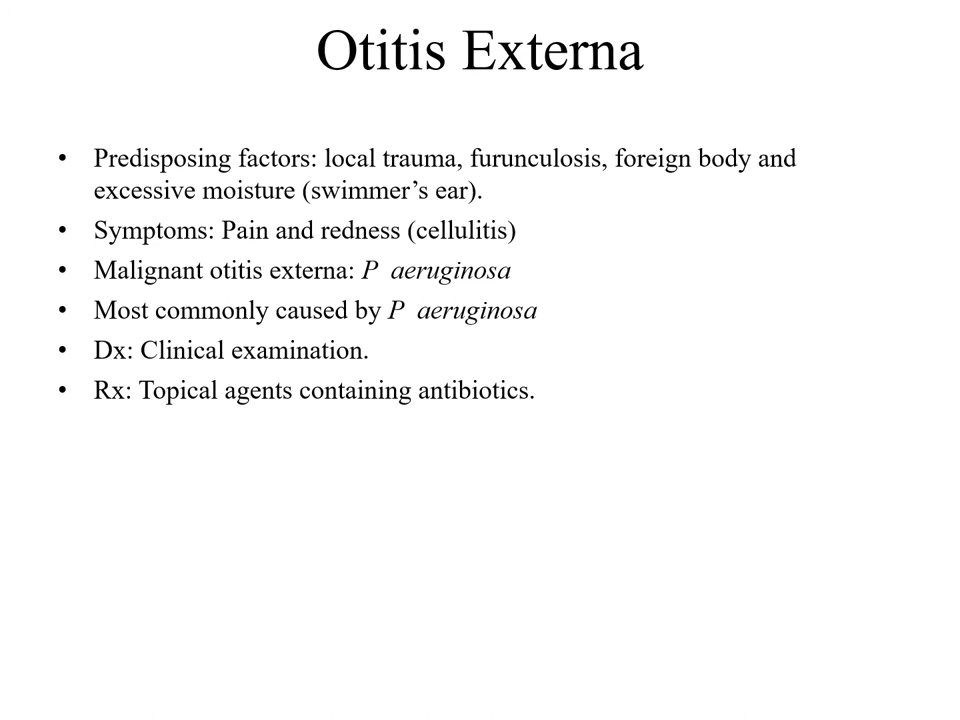 Otitis Externa
• Predisposing factors: local trauma, furunculosis, foreign body and
excessive moisture (swimmer’s ear).
• Symptoms: Pain and redness (cellulitis)
• Malignant otitis externa: P  aeruginosa
• Most commonly caused by P  aeruginosa
• Dx: Clinical examination.
• Rx: Topical agents containing antibiotics.